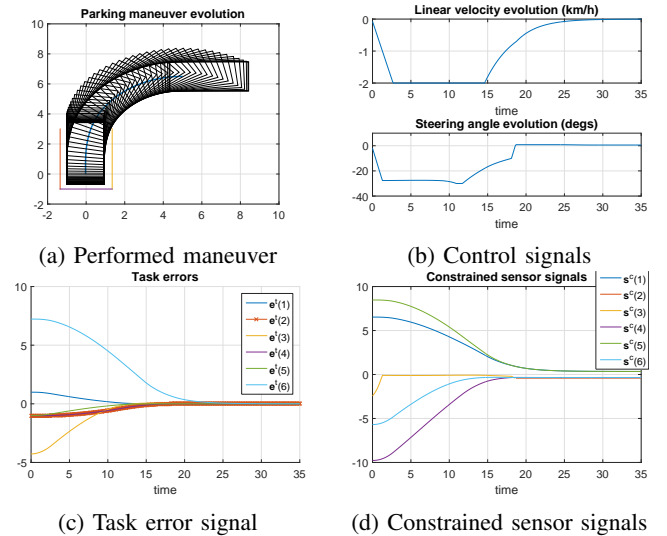 Parking maneuver evolution
10
8
6
4
2
0
-2
-2 0 2 4 6 8 10
(a) Performed maneuver
Linear velocity evolution (km/h)
0
-1
-2
0 5 10 15 20 25 30 35
time
Steering angle evolution (degs)
0
-20
-40
0 5 10 15 20 25 30 35
time
(b) Control signals
Task errors
10
5
0
-5
0 5 10 15 20 25 30 35
time
e^t(1)
e^t(2)
e^t(3)
e^t(4)
e^t(5)
e^t(6)
(c) Task error signal
Constrained sensor signals
10
5
0
-5
-10
0 5 10 15 20 25 30 35
time
s^c(1)
s^c(2)
s^c(3)
s^c(4)
s^c(5)
s^c(6)
(d) Constrained sensor signals